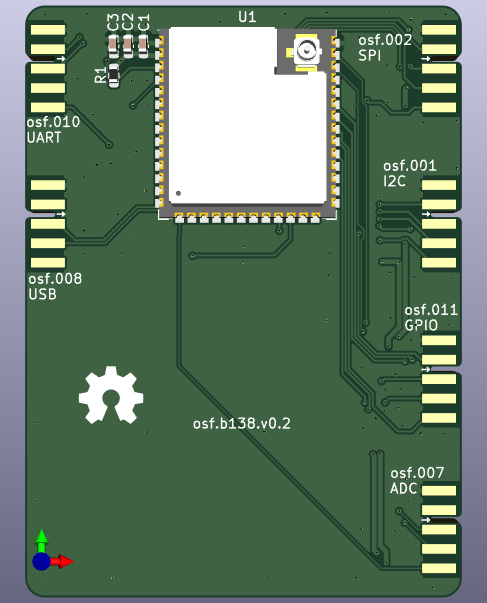 U1
C3
C2
C1
R1
osf.002
SPI
osf.010
UART
osf.001
I2C
osf.008
USB
osf.011
GPIO
osf.b138.v0.2
osf.007
ADC